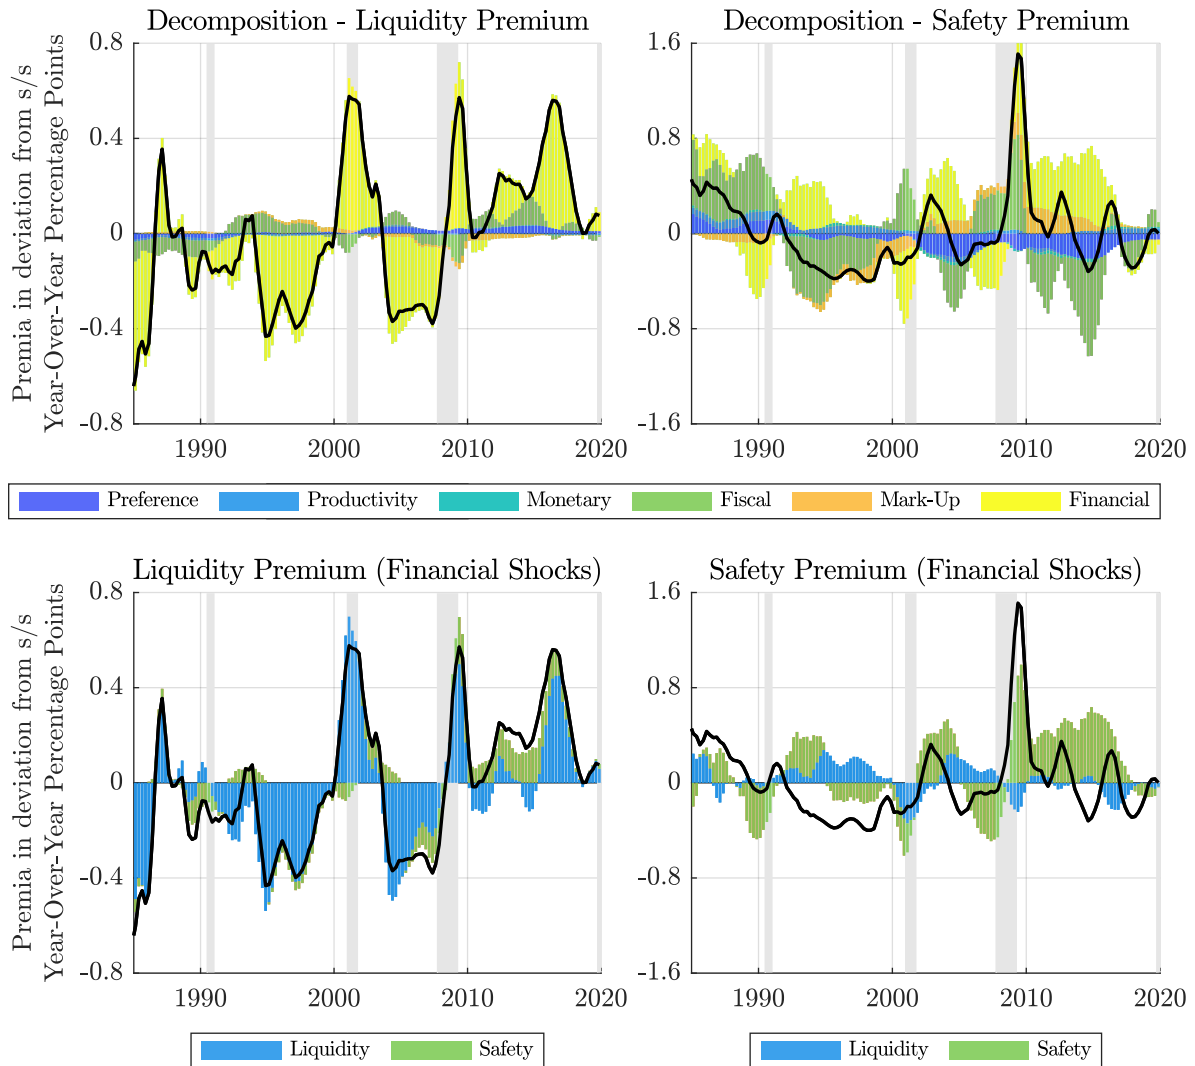 Decomposition - Liquidity Premium
Decomposition - Safety Premium
Premia in deviation from s/s
Year-Over-Year Percentage Points
0.8
0.4
0
-0.4
-0.8
1990
2000
2010
2020
1.6
0.8
0
-0.8
-1.6
1990
2000
2010
2020
Preference
Productivity
Monetary
Fiscal
Mark-Up
Financial
Liquidity Premium (Financial Shocks)
Safety Premium (Financial Shocks)
Premia in deviation from s/s
Year-Over-Year Percentage Points
0.8
0.4
0
-0.4
-0.8
1990
2000
2010
2020
1.6
0.8
0
-0.8
-1.6
1990
2000
2010
2020
Liquidity
Safety
Liquidity
Safety